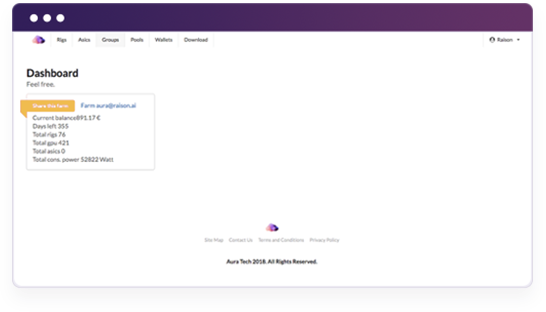 Rigs Asics Groups Pools Wallets Download Raison
Dashboard
Feel free.
Share the farm Farm aura@raison.ai
Current balance891.17 €
Days left 355
Total rigs 76
Total gpu 421
Total asics 0
Total cons. power 52822 Watt
Site Map Contact Us Terms and Conditions Privacy Policy
Aura Tech 2018. All Rights Reserved.